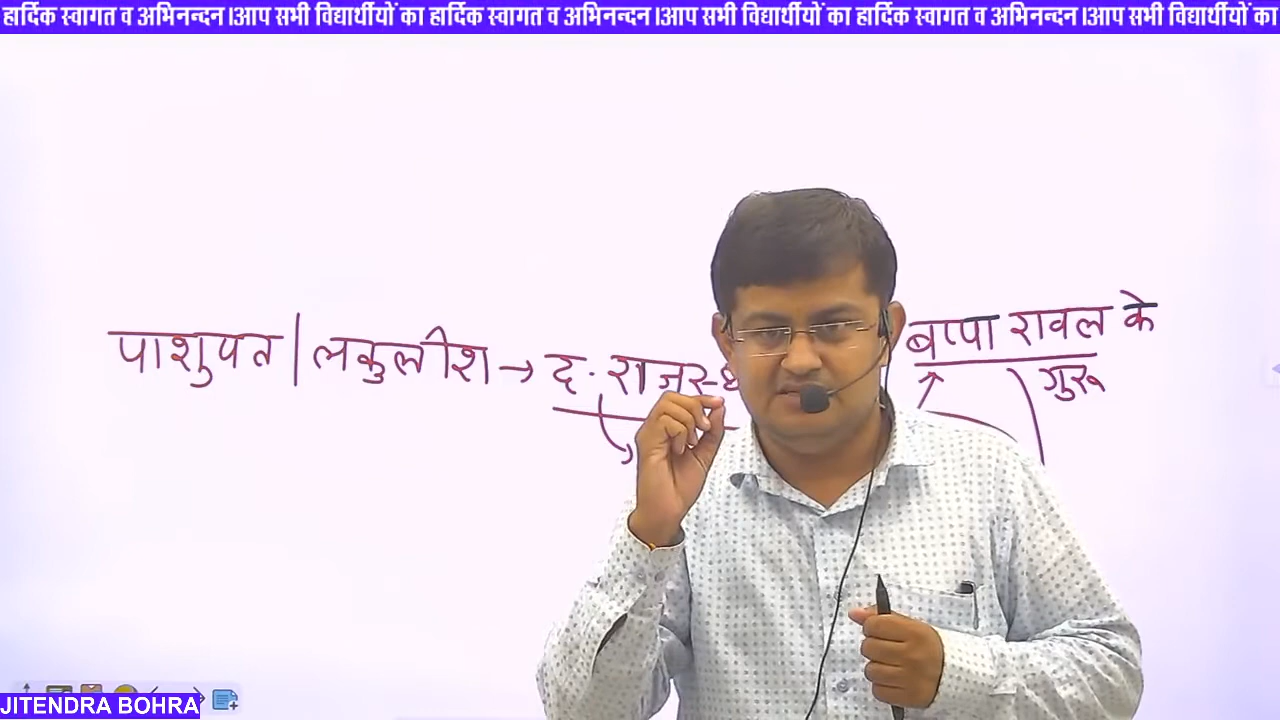 हार्दिक स्वागत व अभिनन्दन ।आप सभी विद्यार्थीयों का हार्दिक स्वागत व अभिनन्दन ।आप सभी विद्यार्थीयों का हार्दिक स्वागत व अभिनन्दन ।आप सभी विद्यार्थीयों का
पाशुपत | लकुलीश → द. राजस्थ बप्पा रावल के
गुरू
JITENDRA BOHRA